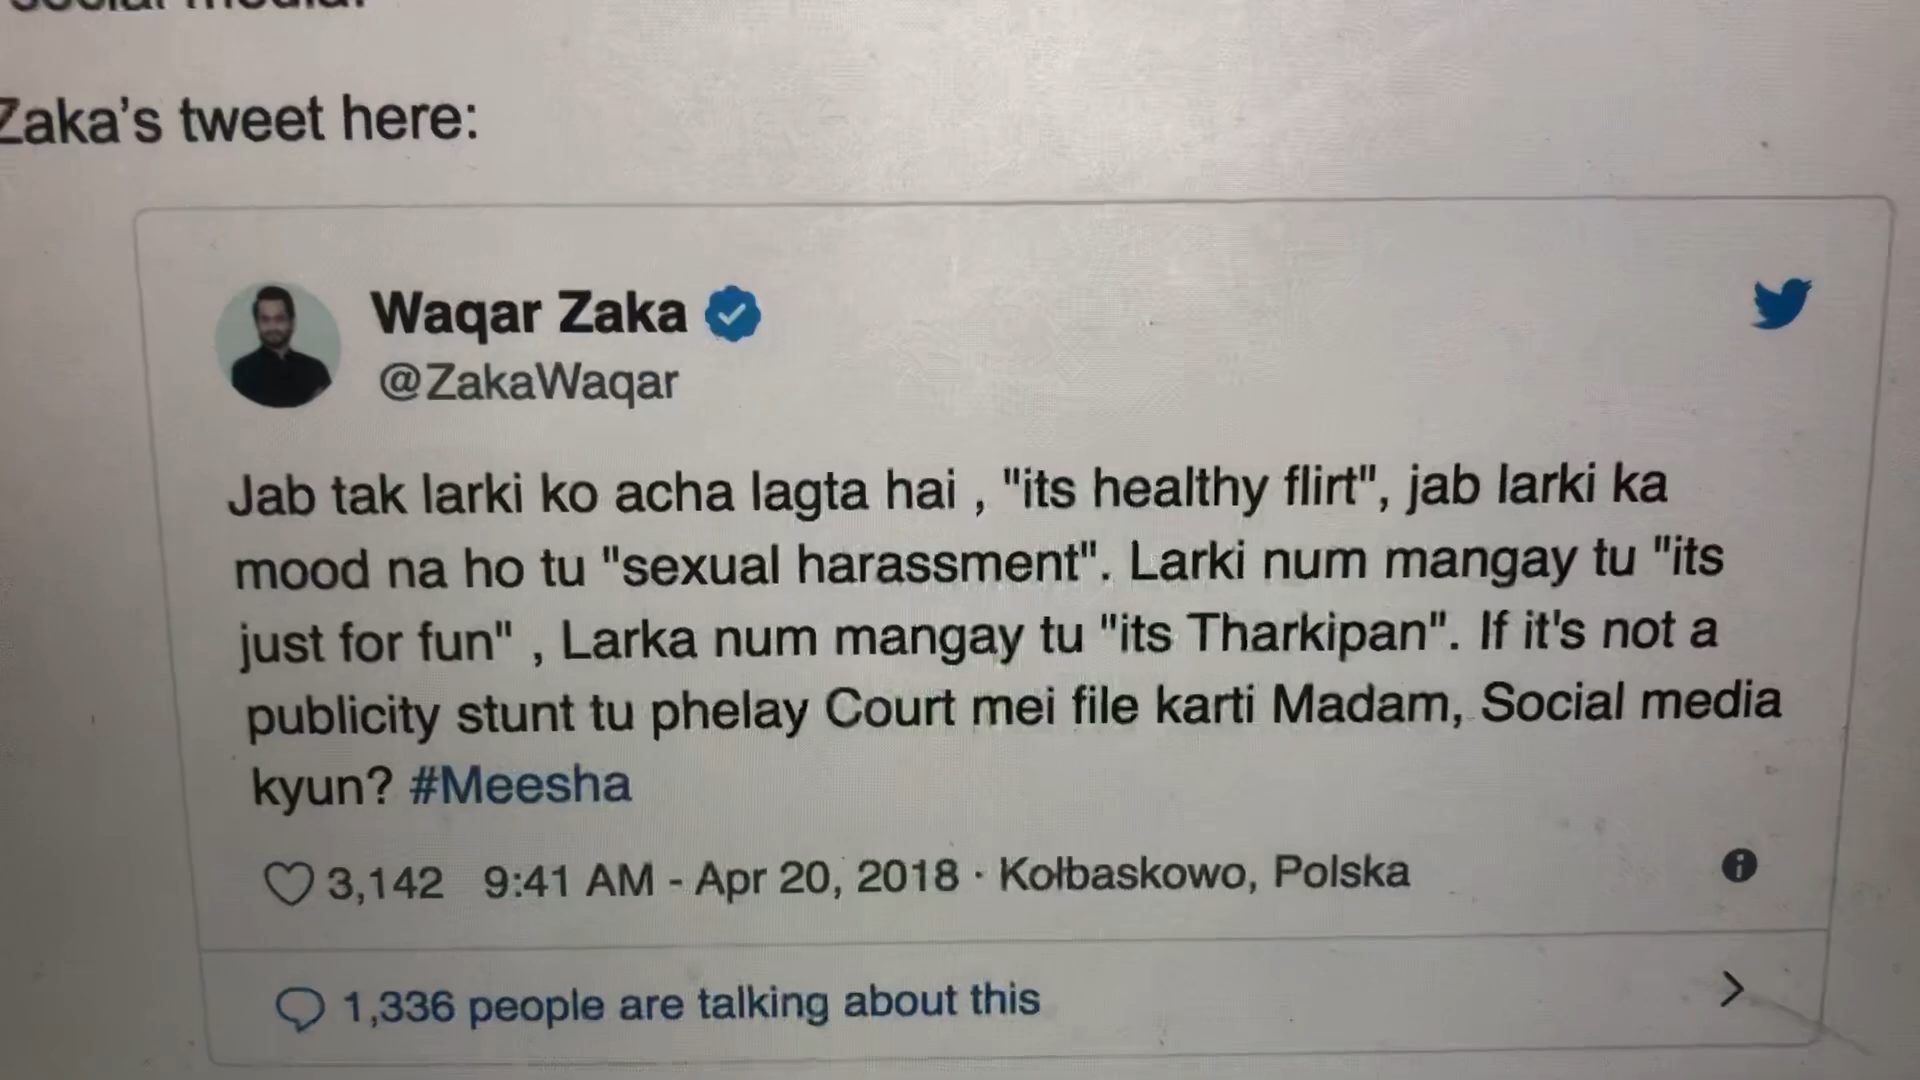 social media.
Zaka's tweet here:
Waqar Zaka
@ZakaWaqar
Jab tak larki ko acha lagta hai , "its healthy flirt", jab larki ka
mood na ho tu "sexual harassment". Larki num mangay tu "its
just for fun" , Larka num mangay tu "its Tharkipan". If it's not a
publicity stunt tu phelay Court mei file karti Madam, Social media
kyun? #Meesha
3,142 9:41 AM - Apr 20, 2018 · Kołbaskowo, Polska
1,336 people are talking about this